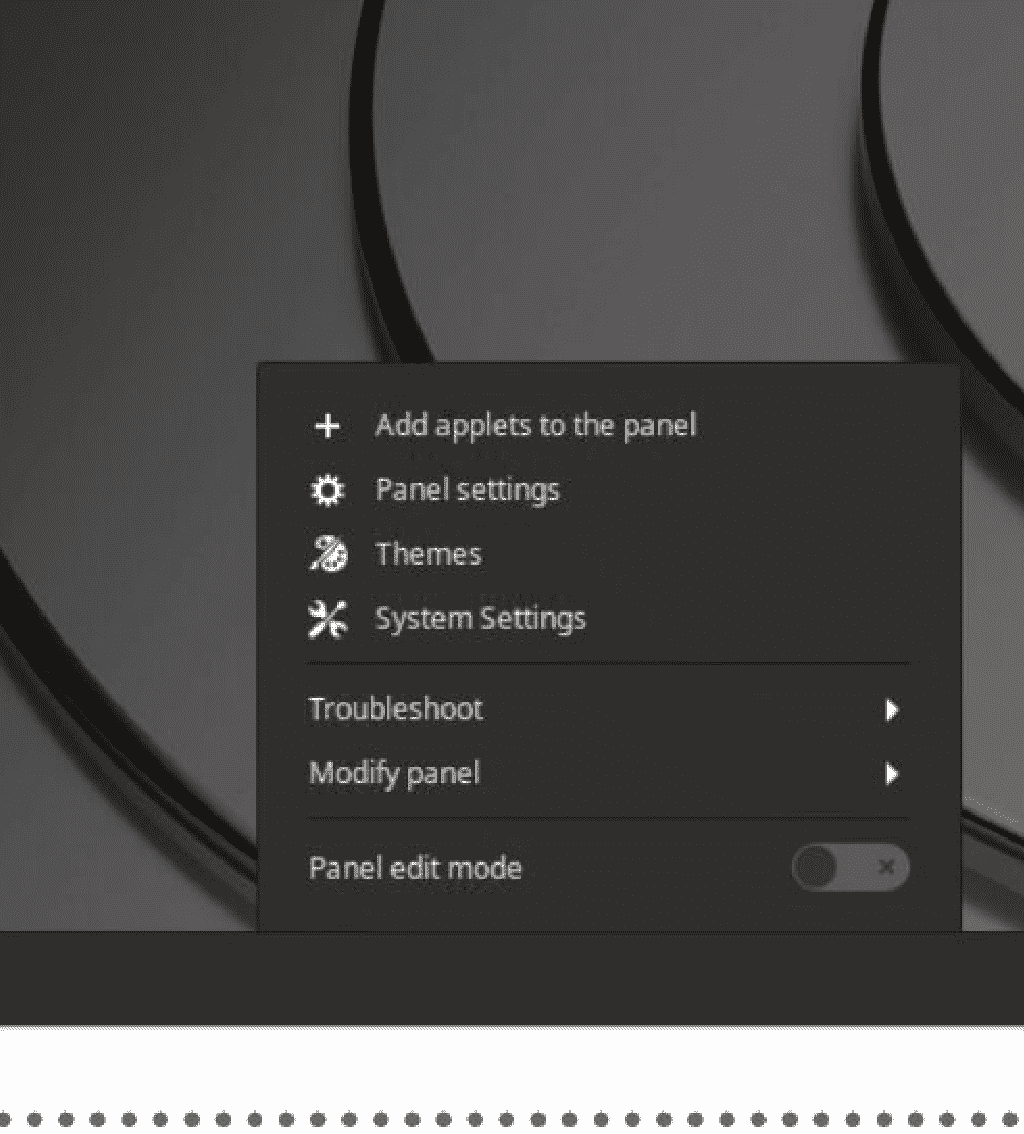 Add applets to the panel
Panel settings
Themes
System Settings
Troubleshoot
Modify panel
Panel edit mode